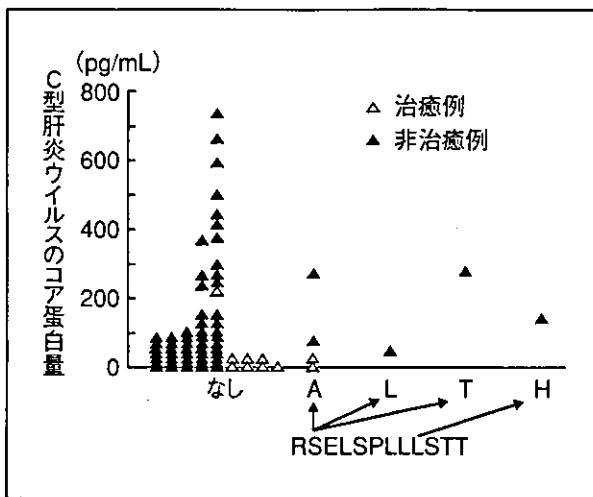 (pg/mL)
C型肝炎ウイルスのコア蛋白量
800
600
400
200
0
△ 治癒例
▲ 非治癒例
なし A L T H
RSELSPLLLSTT